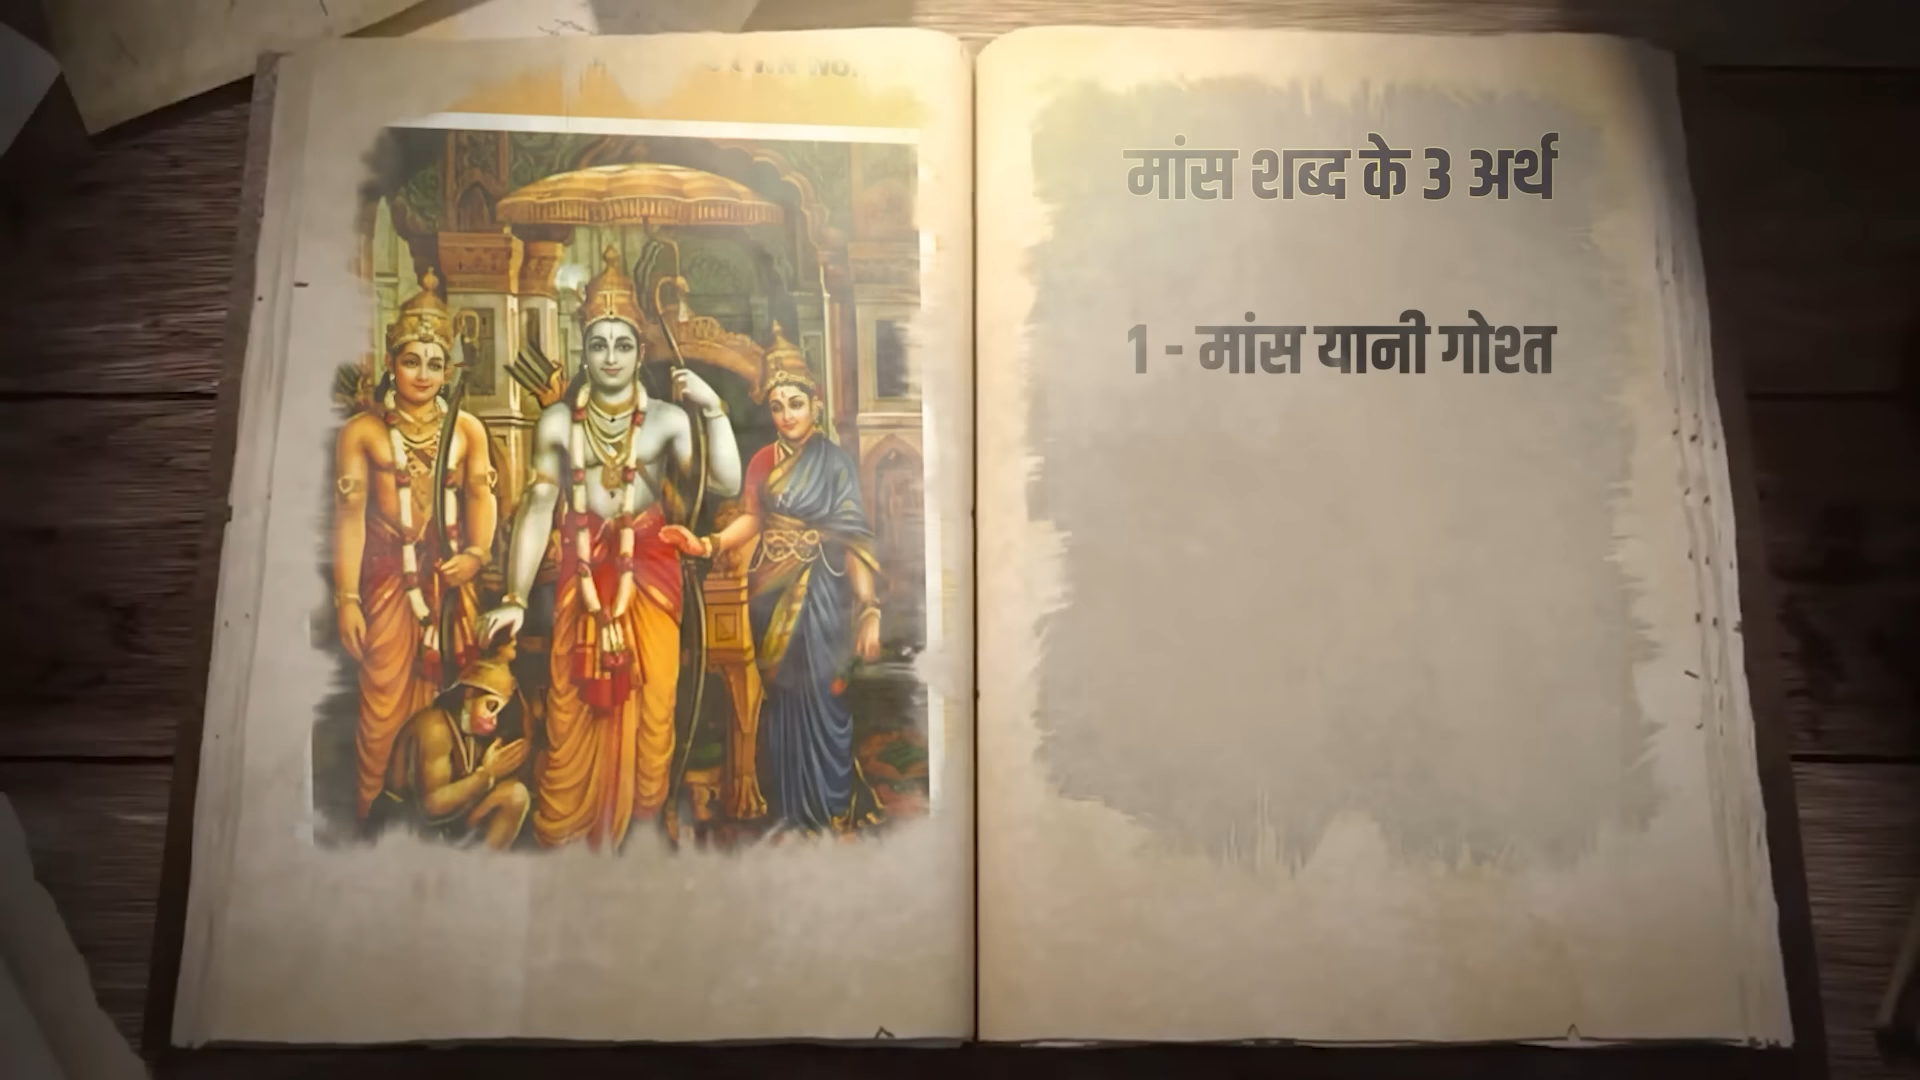 मांस शब्द के 3 अर्थ
1 - मांस यानी गोश्त